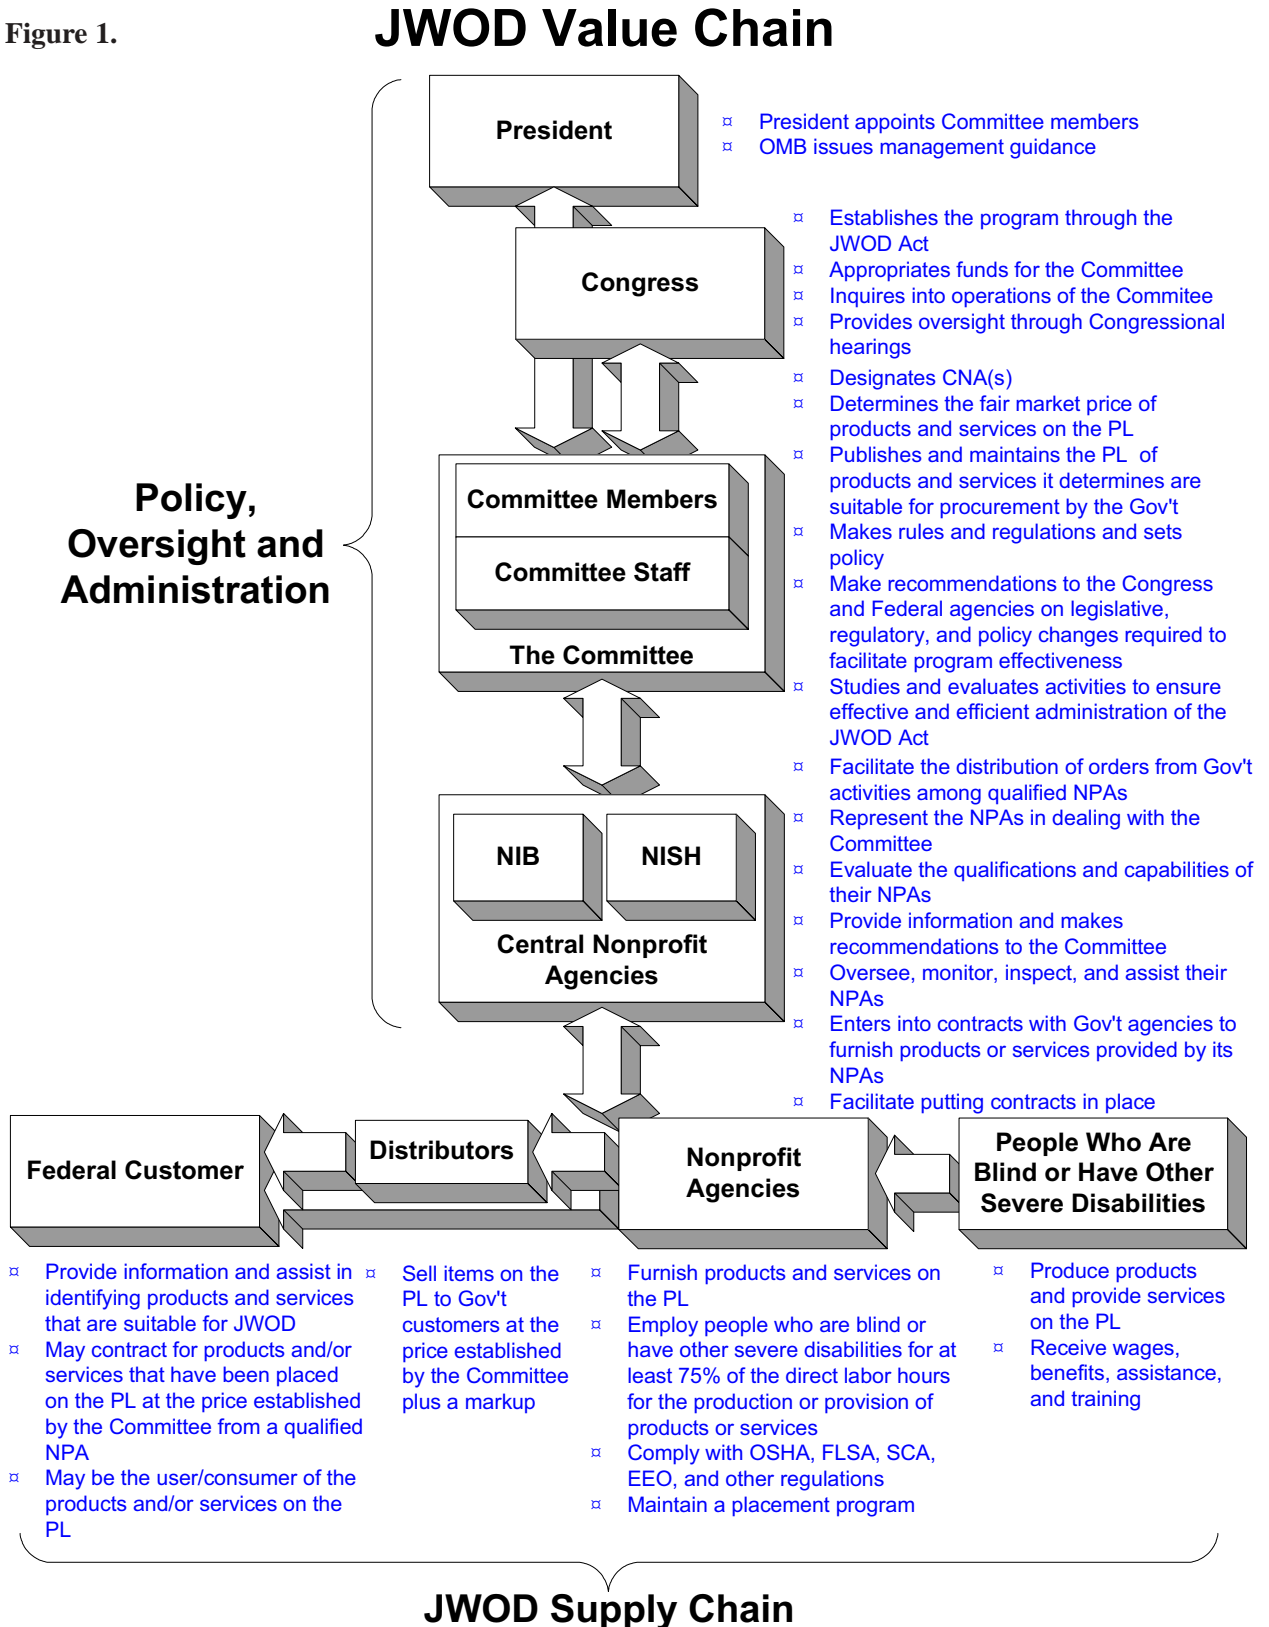 Figure 1.
JWOD Value Chain
President
¤ President appoints Committee members
¤ OMB issues management guidance
Congress
¤ Establishes the program through the
JWOD Act
¤ Appropriates funds for the Committee
¤ Inquires into operations of the Commitee
¤ Provides oversight through Congressional
hearings
Policy,
Oversight and
Administration
Committee Members
Committee Staff
The Committee
¤ Designates CNA(s)
¤ Determines the fair market price of
products and services on the PL
¤ Publishes and maintains the PL of
products and services it determines are
suitable for procurement by the Gov't
¤ Makes rules and regulations and sets
policy
¤ Make recommendations to the Congress
and Federal agencies on legislative,
regulatory, and policy changes required to
facilitate program effectiveness
¤ Studies and evaluates activities to ensure
effective and efficient administration of the
JWOD Act
NIB
NISH
Central Nonprofit
Agencies
¤ Facilitate the distribution of orders from Gov't
activities among qualified NPAs
¤ Represent the NPAs in dealing with the
Committee
¤ Evaluate the qualifications and capabilities of
their NPAs
¤ Provide information and makes
recommendations to the Committee
¤ Oversee, monitor, inspect, and assist their
NPAs
¤ Enters into contracts with Gov't agencies to
furnish products or services provided by its
NPAs
¤ Facilitate putting contracts in place
Federal Customer
Distributors
Nonprofit
Agencies
People Who Are
Blind or Have Other
Severe Disabilities
¤ Provide information and assist in
identifying products and services
that are suitable for JWOD
¤ May contract for products and/or
services that have been placed
on the PL at the price established
by the Committee from a qualified
NPA
¤ May be the user/consumer of the
products and/or services on the
PL
¤ Sell items on the
PL to Gov't
customers at the
price established
by the Committee
plus a markup
¤ Furnish products and services on
the PL
¤ Employ people who are blind or
have other severe disabilities for at
least 75% of the direct labor hours
for the production or provision of
products or services
¤ Comply with OSHA, FLSA, SCA,
EEO, and other regulations
¤ Maintain a placement program
¤ Produce products
and provide services
on the PL
¤ Receive wages,
benefits, assistance,
and training
JWOD Supply Chain